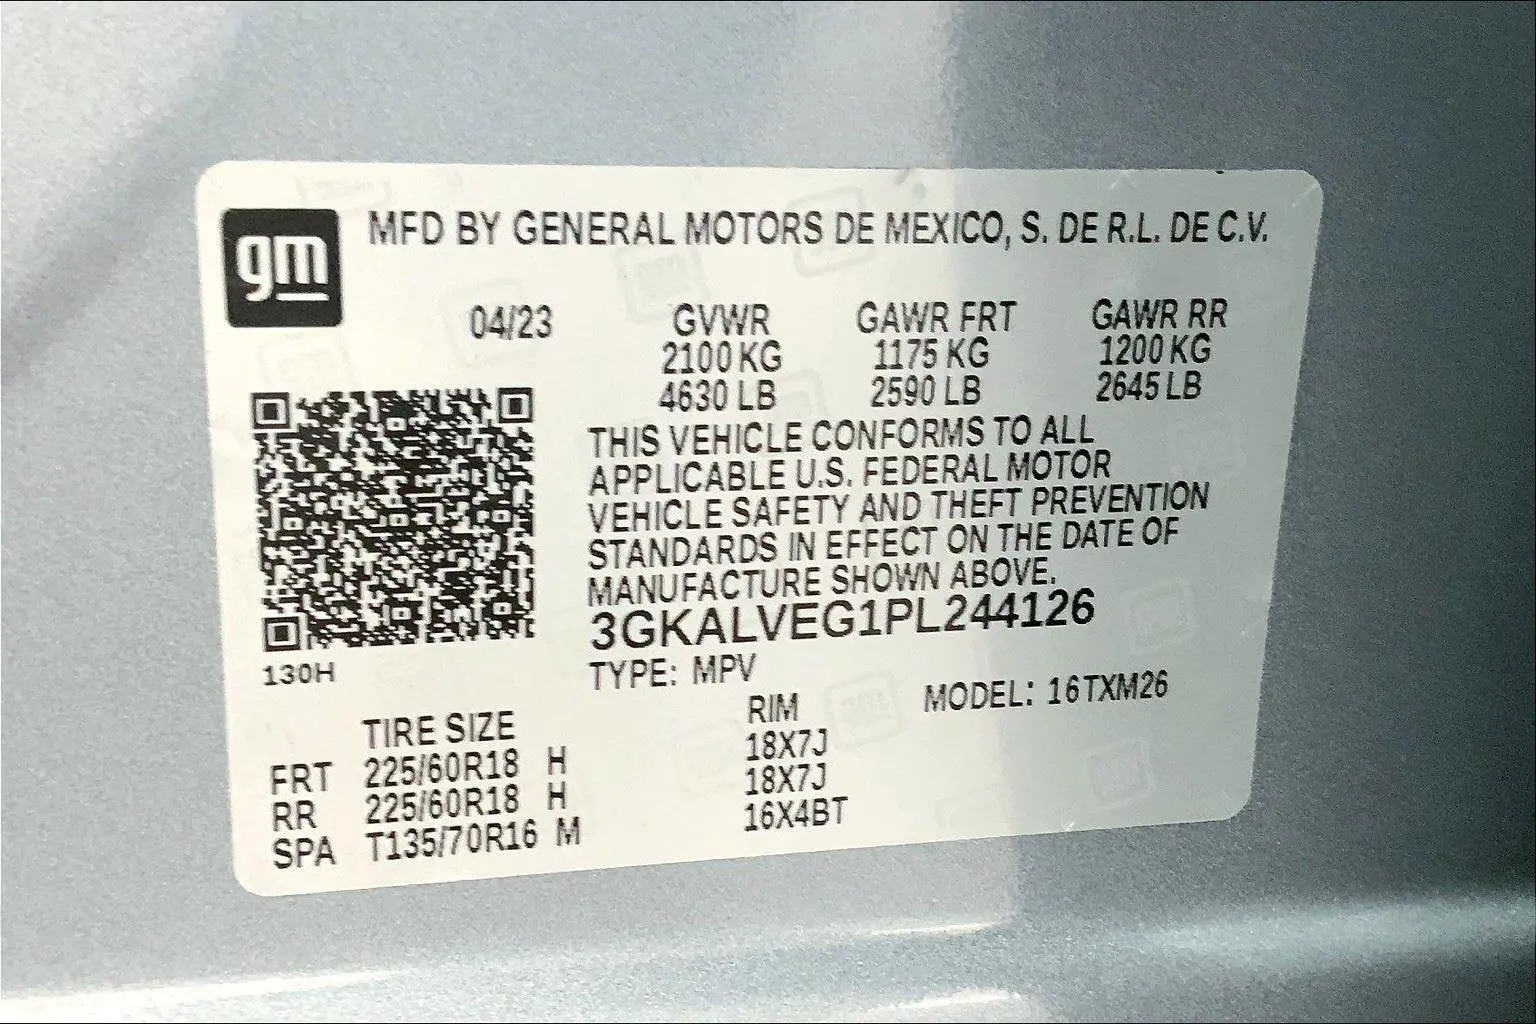 gm MFD BY GENERAL MOTORS DE MEXICO, S. DE R.L. DE C.V.
04/23 GVWR GAWR FRT GAWR RR
2100 KG 1175 KG 1200 KG
4630 LB 2590 LB 2645 LB
THIS VEHICLE CONFORMS TO ALL
APPLICABLE U.S. FEDERAL MOTOR
VEHICLE SAFETY AND THEFT PREVENTION
STANDARDS IN EFFECT ON THE DATE OF
MANUFACTURE SHOWN ABOVE.
3GKALVEG1PL244126
130H TYPE: MPV MODEL: 16TXM26
TIRE SIZE RIM
FRT 225/60R18 H 18X7J
RR 225/60R18 H 18X7J
SPA T135/70R16 M 16X4BT